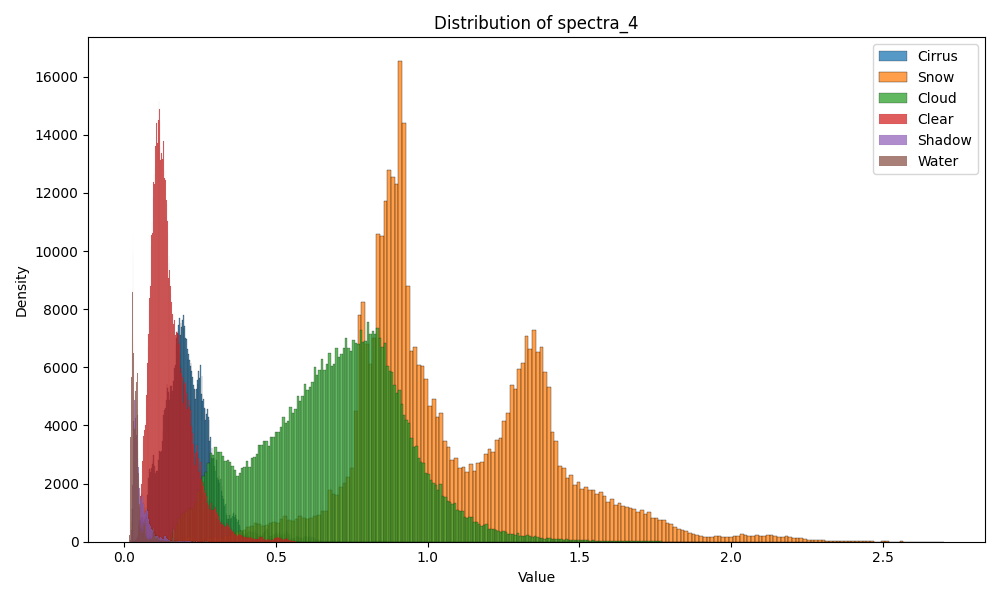 Distribution of spectra_4
Cirrus
Snow
Cloud
Clear
Shadow
Water
Density
16000
14000
12000
10000
8000
6000
4000
2000
0
0.0 0.5 1.0 1.5 2.0 2.5
Value